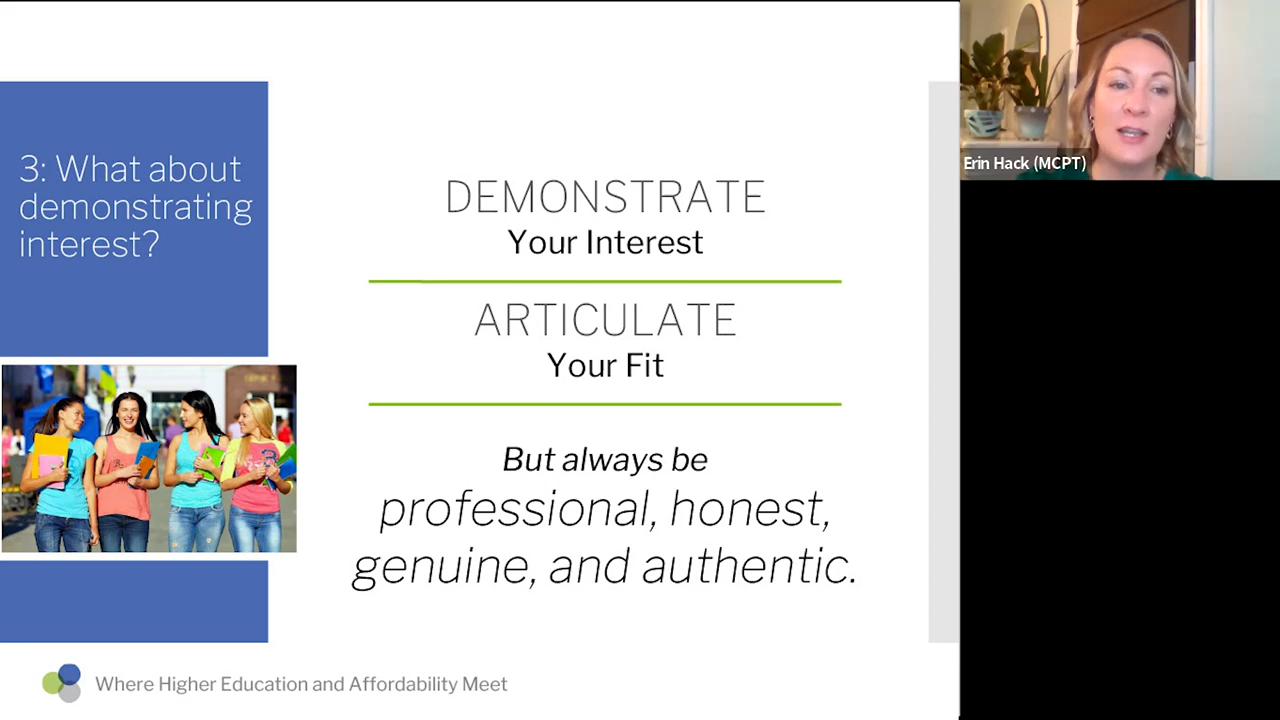 3: What about
demonstrating
interest?
DEMONSTRATE
Your Interest
ARTICULATE
Your Fit
But always be
professional, honest,
genuine, and authentic.
Where Higher Education and Affordability Meet
Erin Hack (MCPT)